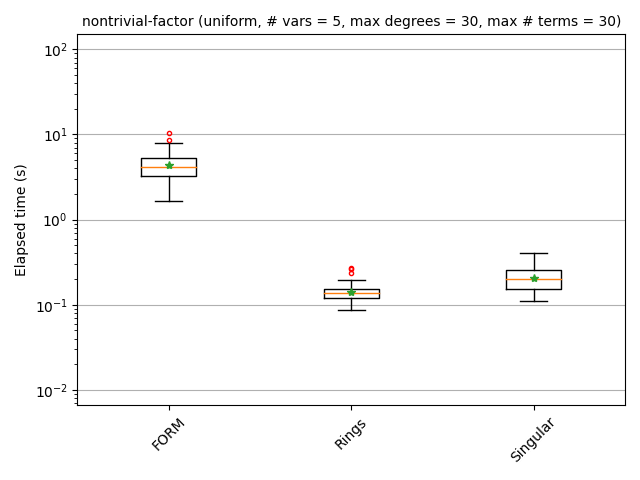 nontrivial-factor (uniform, # vars = 5, max degrees = 30, max # terms = 30)
Elapsed time (s)
10²
10¹
10⁰
10⁻¹
10⁻²
FORM
Rings
Singular